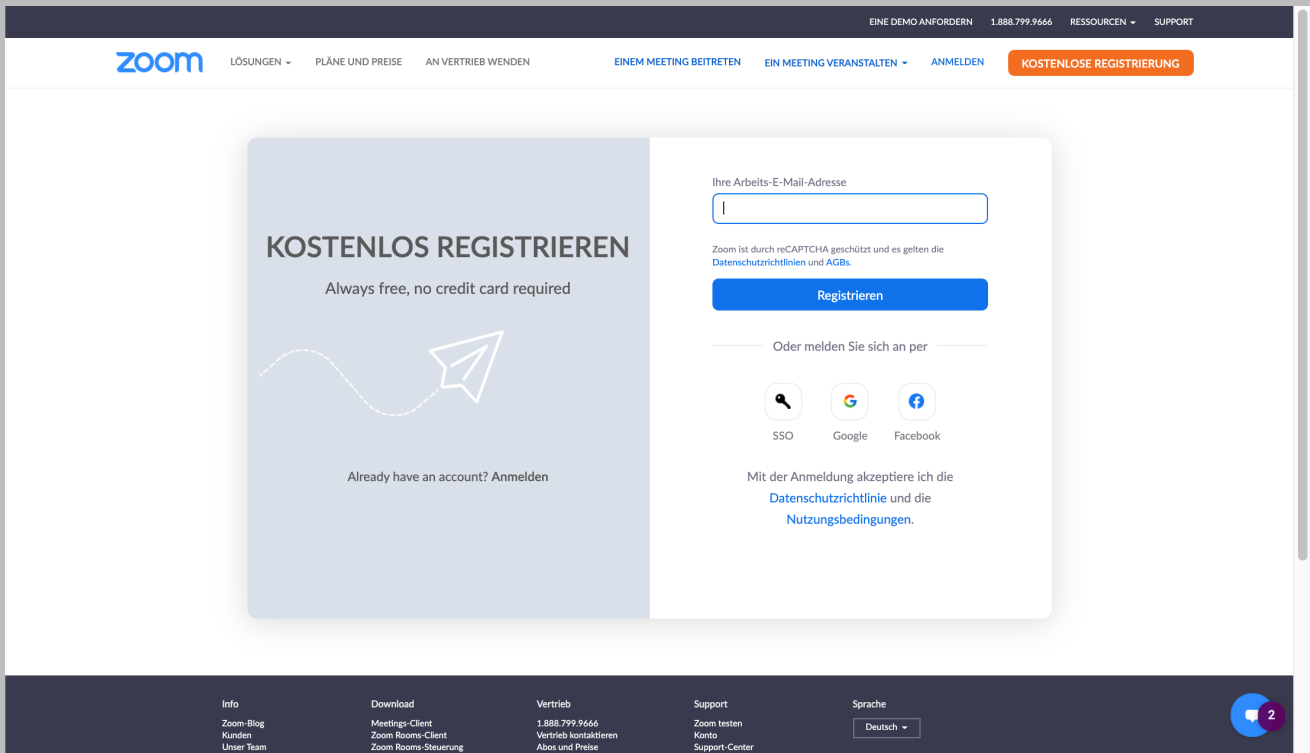 EINE DEMO ANFORDERN 1.888.799.9666 RESSOURCEN SUPPORT
zoom LÖSUNGEN PLÄNE UND PREISE AN VERTRIEB WENDEN EINEM MEETING BEITRETEN EIN MEETING VERANSTALTEN ANMELDEN KOSTENLOSE REGISTRIERUNG
KOSTENLOS REGISTRIEREN
Always free, no credit card required
Already have an account? Anmelden
Ihre Arbeits-E-Mail-Adresse
Zoom ist durch reCAPTCHA geschützt und es gelten die
Datenschutzrichtlinien und AGBs.
Registrieren
Oder melden Sie sich an per
SSO Google Facebook
Mit der Anmeldung akzeptiere ich die
Datenschutzrichtlinie und die
Nutzungsbedingungen.
Info
Zoom-Blog
Kunden
Unser Team
Download
Meetings-Client
Zoom Rooms-Client
Zoom Rooms-Steuerung
Vertrieb
1.888.799.9666
Vertrieb kontaktieren
Abos und Preise
Support
Zoom testen
Konto
Support-Center
Sprache
Deutsch
2